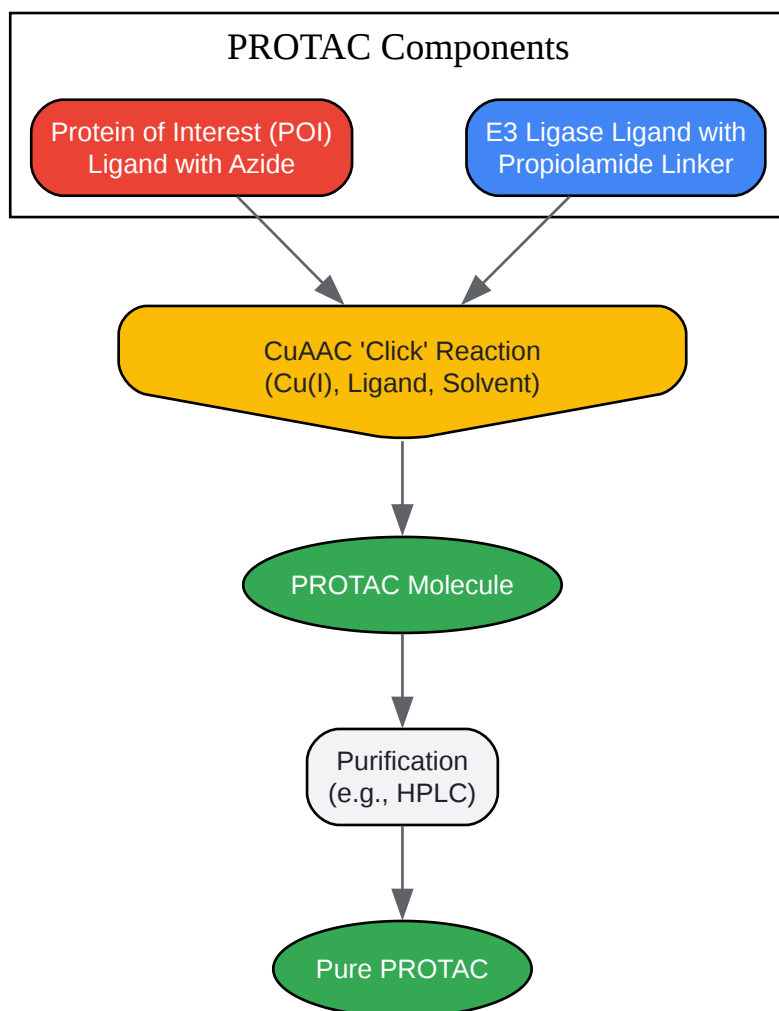 PROTAC Components
Protein of Interest (POI)
Ligand with Azide
E3 Ligase Ligand with
Propiolamide Linker
CuAAC 'Click' Reaction
(Cu(I), Ligand, Solvent)
PROTAC Molecule
Purification
(e.g., HPLC)
Pure PROTAC